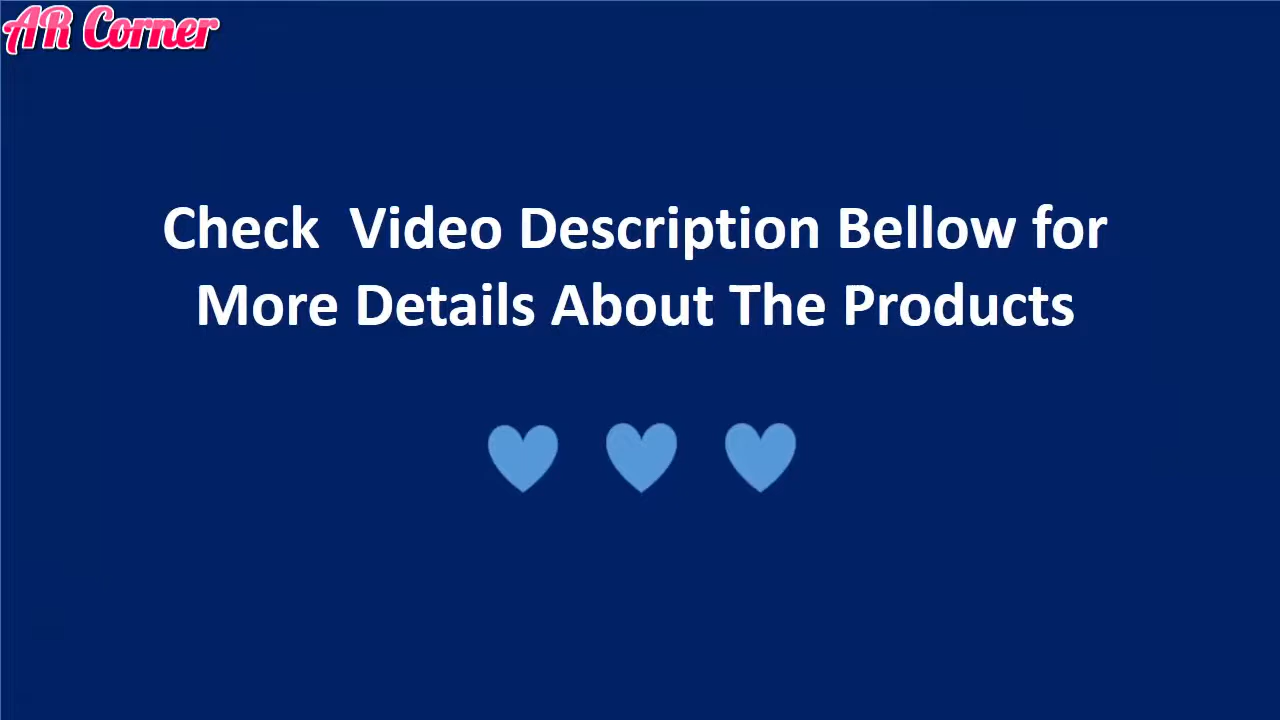 AR Corner
Check  Video Description Bellow for
More Details About The Products